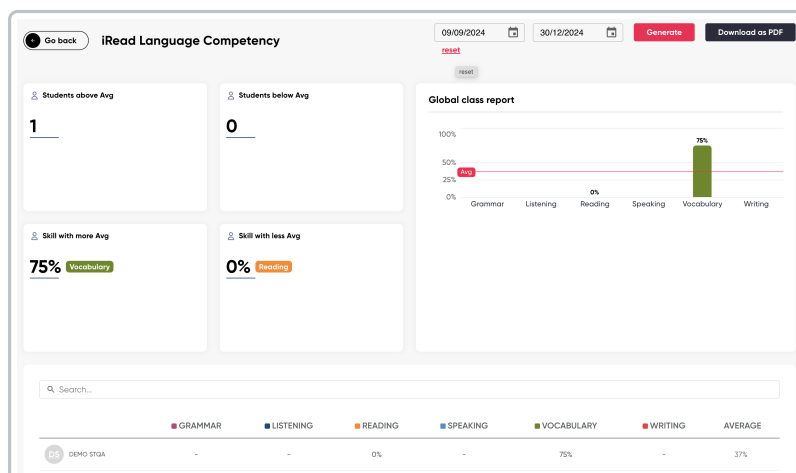 Go back
iRead Language Competency
09/09/2024
30/12/2024
Generate
Download as PDF
reset
reset
Students above Avg
1
Students below Avg
0
Skill with more Avg
75% Vocabulary
Skill with less Avg
0% Reading
Global class report
100%
50%
25%
0%
Avg
0%
75%
Grammar Listening Reading Speaking Vocabulary Writing
Search...
GRAMMAR LISTENING READING SPEAKING VOCABULARY WRITING AVERAGE
DS DEMO STQA - - 0% - 75% - 37%